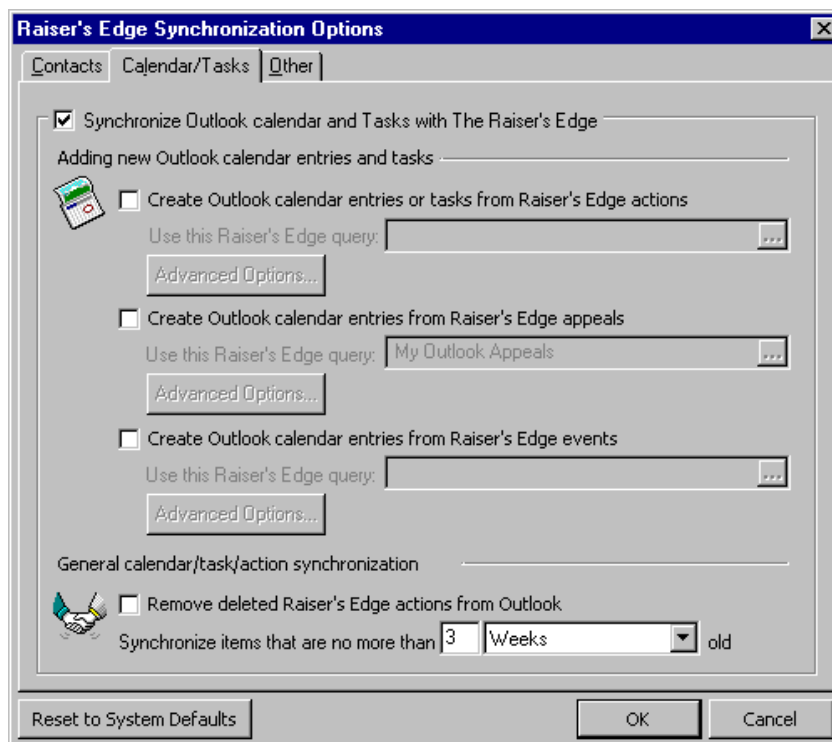 Raiser's Edge Synchronization Options
Contacts Calendar/Tasks Other
Synchronize Outlook calendar and Tasks with The Raiser's Edge
Adding new Outlook calendar entries and tasks
Create Outlook calendar entries or tasks from Raiser's Edge actions
Use this Raiser's Edge query: ...
Advanced Options...
Create Outlook calendar entries from Raiser's Edge appeals
Use this Raiser's Edge query: My Outlook Appeals ...
Advanced Options...
Create Outlook calendar entries from Raiser's Edge events
Use this Raiser's Edge query: ...
Advanced Options...
General calendar/task/action synchronization
Remove deleted Raiser's Edge actions from Outlook
Synchronize items that are no more than 3 Weeks old
Reset to System Defaults OK Cancel